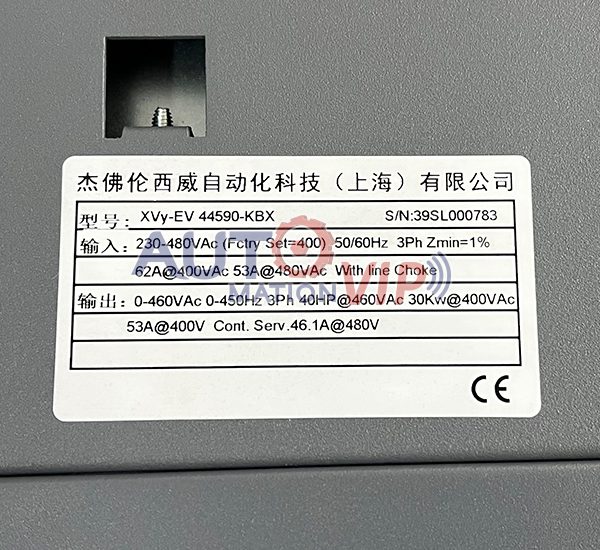 杰佛伦西威自动化科技（上海）有限公司
型号: XVy-EV 44590-KBX S/N:39SL000783
输入: 230-480VAc (Fctry Set=400) 50/60Hz 3Ph Zmin=1%
62A@400VAc 53A@480VAc With line Choke
输出: 0-460VAc 0-450Hz 3Ph 40HP@460VAc 30Kw@400VAc
53A@400V Cont. Serv.46.1A@480V
CE
AUTOMATION VIP